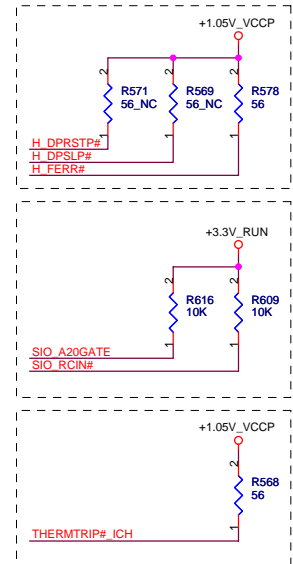 +1.05V_VCCP
2 2 2
R571 R569 R578
56_NC 56_NC 56
1 1 1
H_DPRSTP#
H_DPSLP#
H_FERR#
+3.3V_RUN
2 2
R616 R609
10K 10K
1 1
SIO_A20GATE
SIO_RCIN#
+1.05V_VCCP
2
R568
56
1
THERMTRIP#_ICH